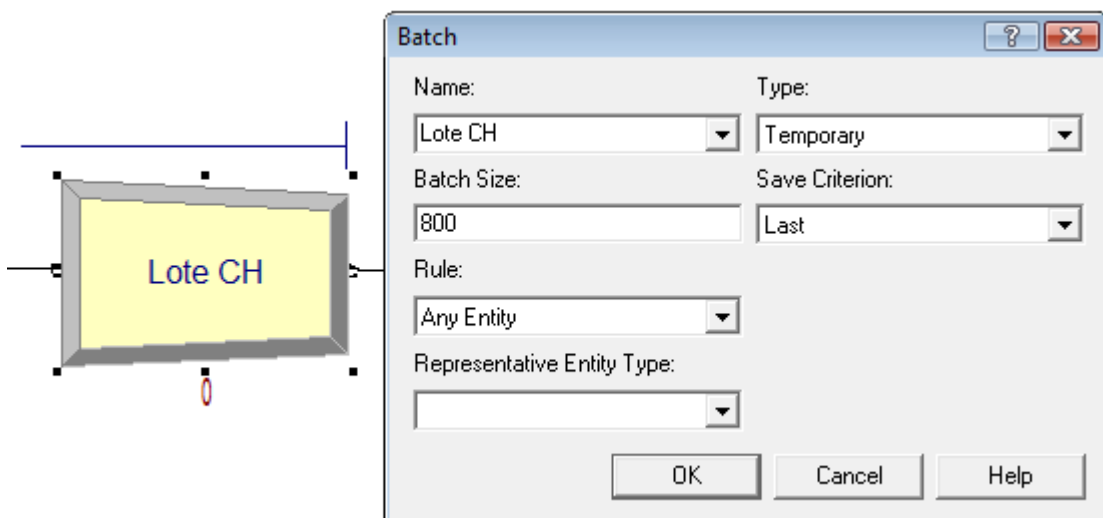 Lote CH
0
Batch
Name:
Type:
Lote CH
Temporary
Batch Size:
Save Criterion:
800
Last
Rule:
Any Entity
Representative Entity Type:
OK
Cancel
Help